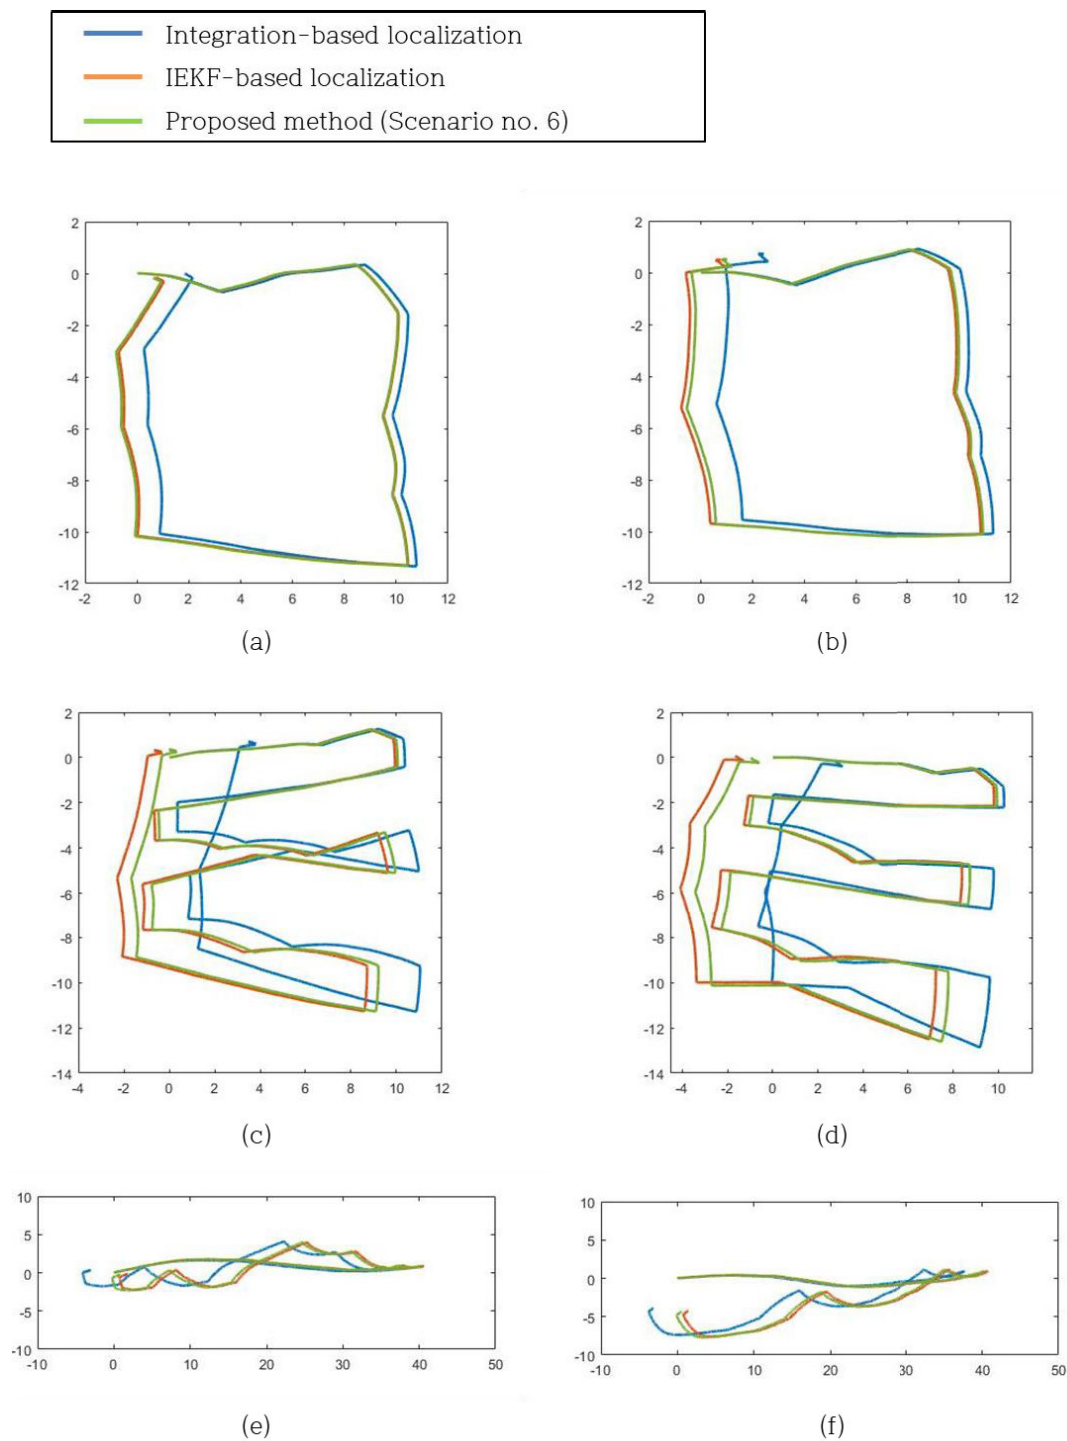 Integration-based localization
IEKF-based localization
Proposed method (Scenario no. 6)
2
0
-2
-4
-6
-8
-10
-12
-2 0 2 4 6 8 10 12
(a)
2
0
-2
-4
-6
-8
-10
-12
-2 0 2 4 6 8 10 12
(b)
2
0
-2
-4
-6
-8
-10
-12
-14
-4 -2 0 2 4 6 8 10 12
(c)
2
0
-2
-4
-6
-8
-10
-12
-14
-4 -2 0 2 4 6 8 10
(d)
10
5
0
-5
-10
-10 0 10 20 30 40 50
(e)
10
5
0
-5
-10
-10 0 10 20 30 40 50
(f)